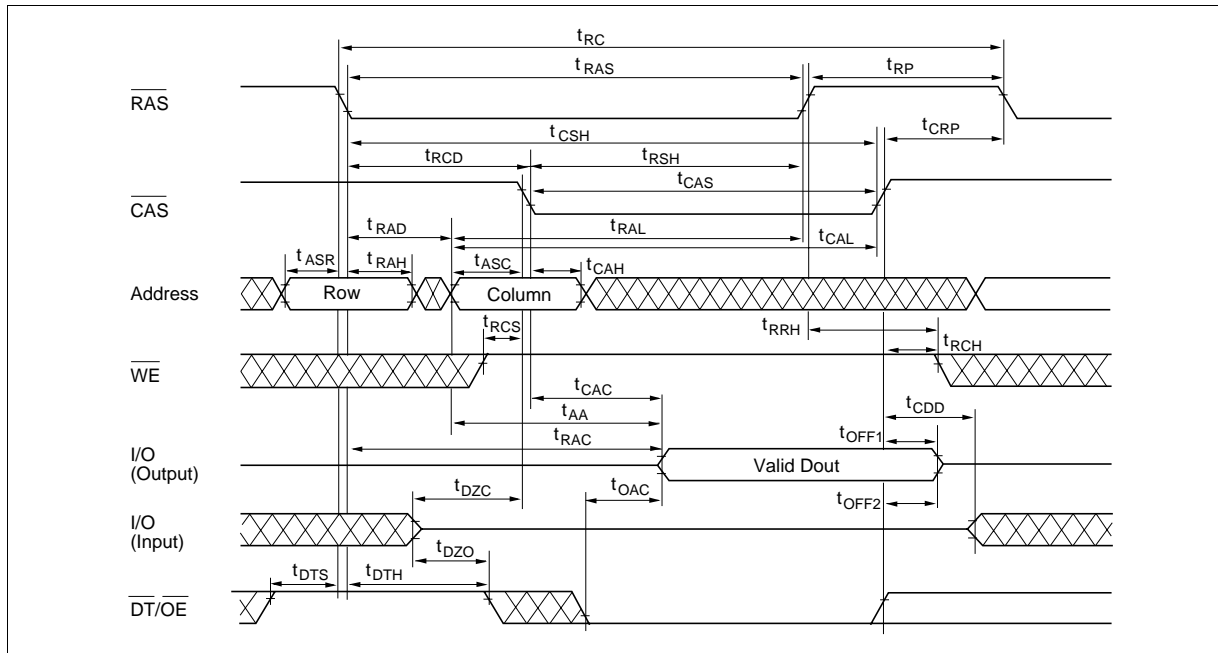 tRC
tRAS
tRP
RAS
tCSH
tCRP
tRCD
tRSH
tCAS
CAS
tRAD
tRAL
tCAL
tASR
tRAH
tASC
tCAH
Address
Row
Column
tRCS
tRRH
tRCH
WE
tCAC
tCDD
tAA
tRAC
tOFF1
I/O
(Output)
Valid Dout
tDZC
tOAC
tOFF2
I/O
(Input)
tDZO
tDTS
tDTH
DT/OE